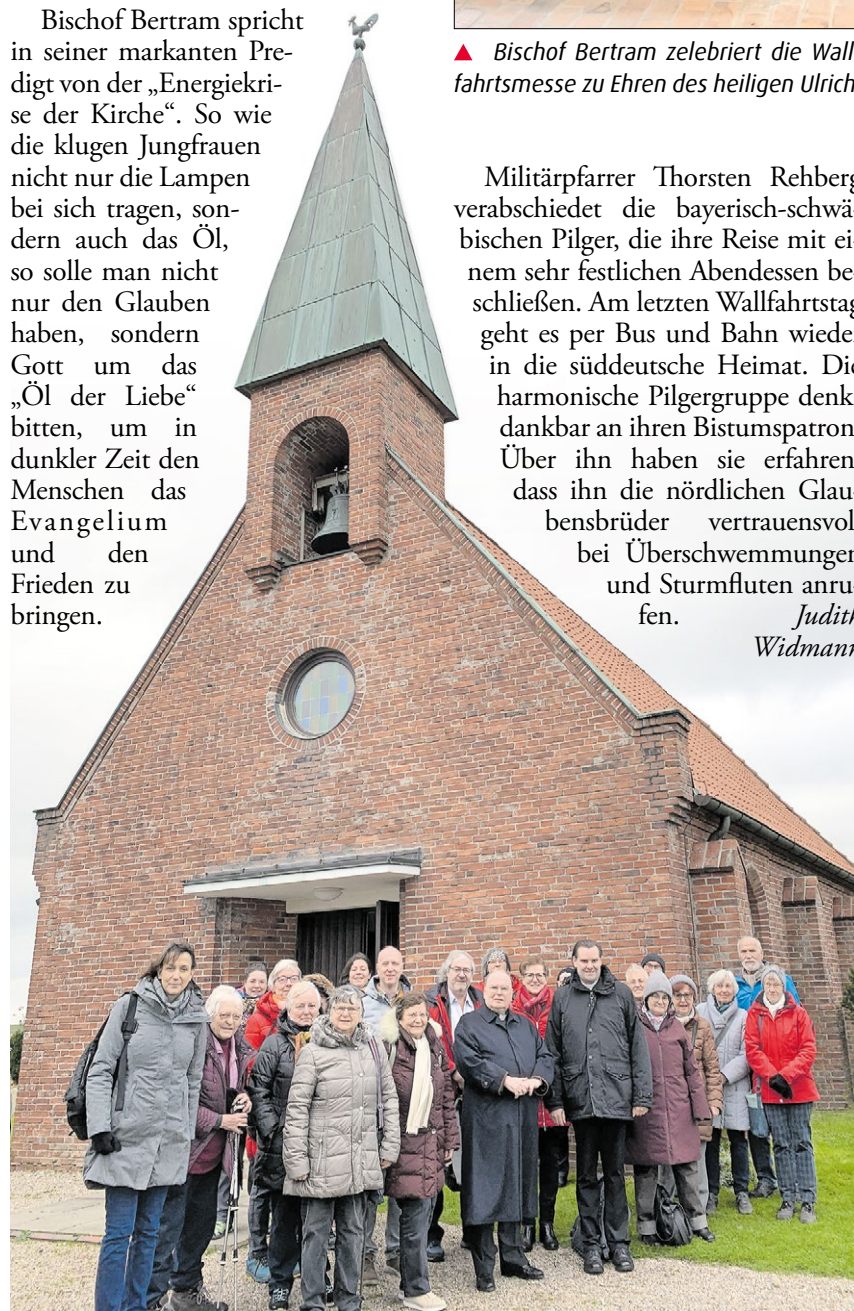 Bischof Bertram spricht
in seiner markanten Pre-
digt von der „Energiekri-
se der Kirche“. So wie
die klugen Jungfrauen
nicht nur die Lampen
bei sich tragen, son-
dern auch das Öl,
so solle man nicht
nur den Glauben
haben, sondern
Gott um das
„Öl der Liebe“
bitten, um in
dunkler Zeit den
Menschen das
Evangelium
und den
Frieden zu
bringen.
▲ Bischof Bertram zelebriert die Wall
fahrtsmesse zu Ehren des heiligen Ulrich
Militärpfarrer Thorsten Rehberg
verabschiedet die bayerisch-schwä
bischen Pilger, die ihre Reise mit ei
nem sehr festlichen Abendessen be
schließen. Am letzten Wallfahrtstag
geht es per Bus und Bahn wieder
in die süddeutsche Heimat. Die
harmonische Pilgergruppe denk
dankbar an ihren Bistumspatron
Über ihn haben sie erfahren
dass ihn die nördlichen Glau
bensbrüder vertrauensvol
bei Überschwemmungen
und Sturmfluten anru
fen. Judith
Widmann